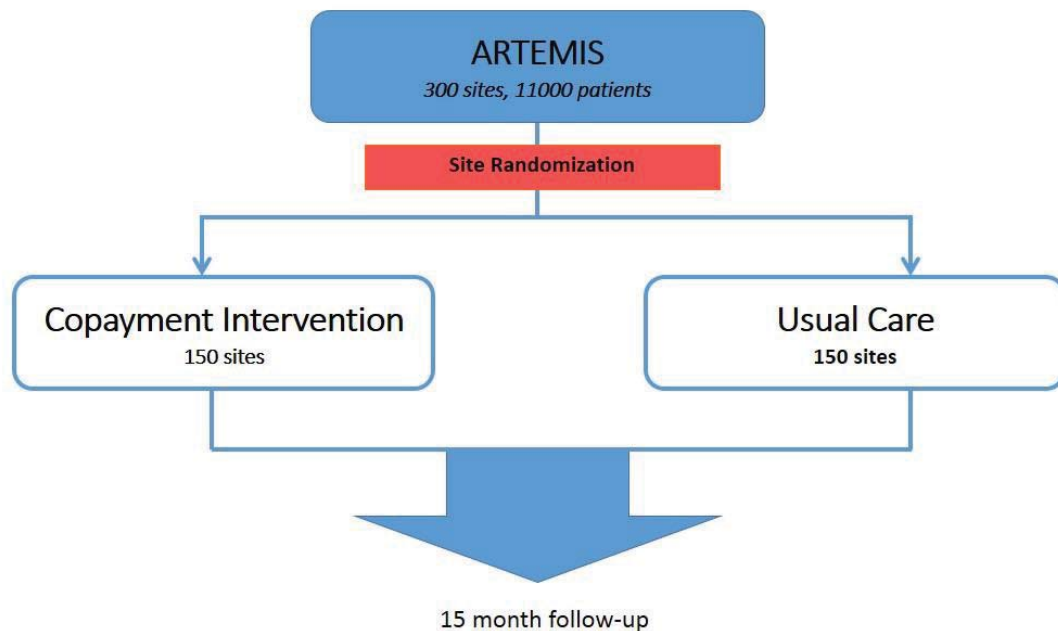 ARTEMIS
300 sites, 11000 patients
Site Randomization
Copayment Intervention
150 sites
Usual Care
150 sites
15 month follow-up